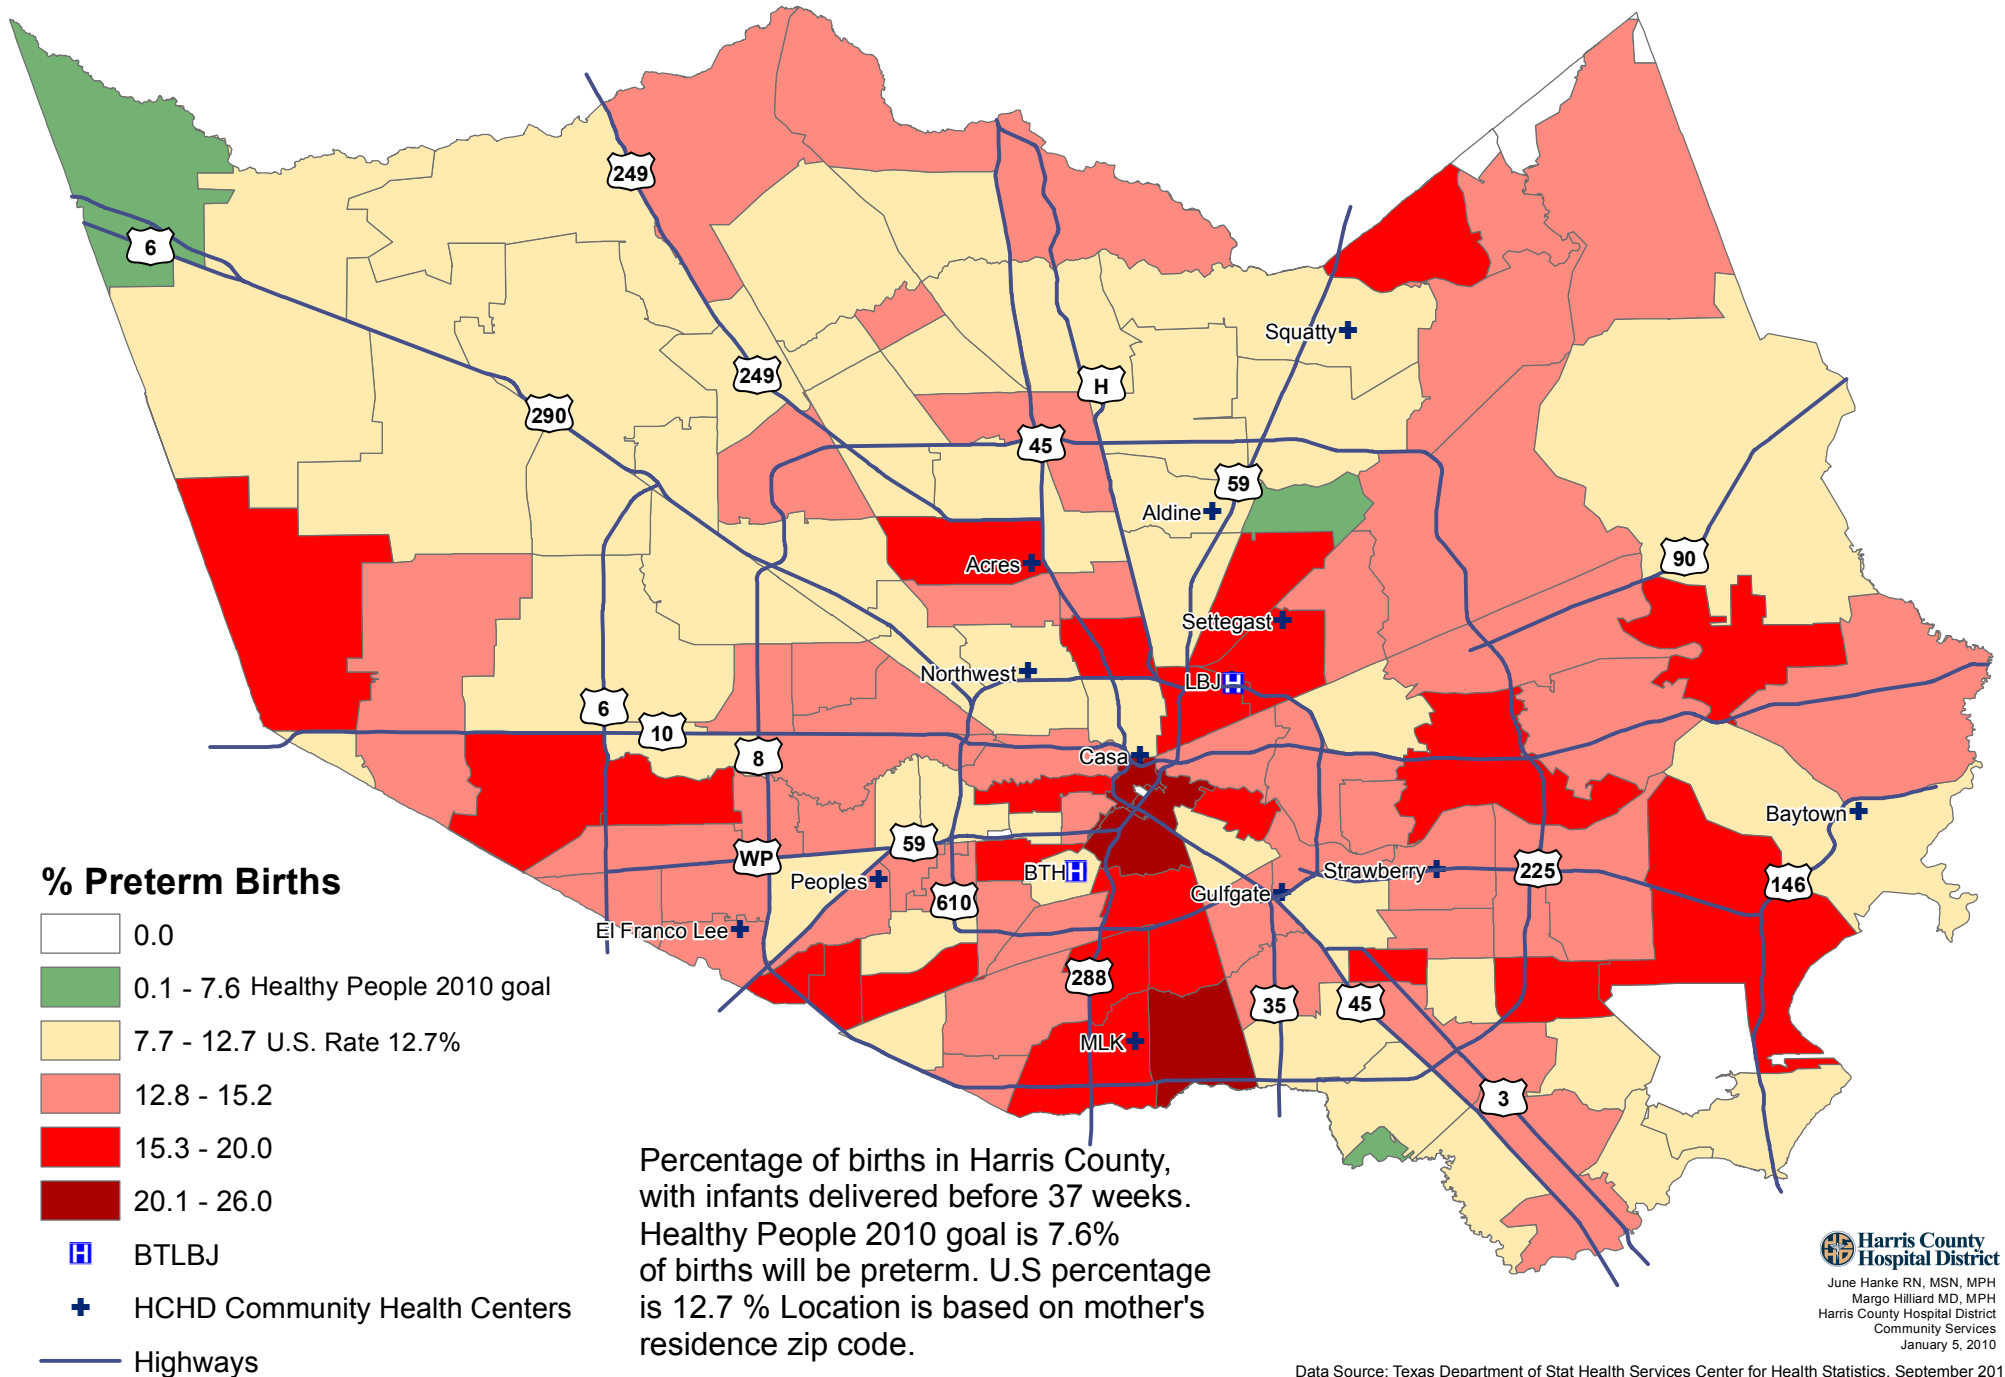 249
6
Squatty
249
H
290
45
59
Aldine
90
Acres
Settegast
Northwest
LBJ
6
10
8
Casa
Baytown
59
WP
% Preterm Births
BTH
Strawberry
225
146
Peoples
Gulfgate
610
El Franco Lee
0.0
0.1 - 7.6 Healthy People 2010 goal
288
35
45
7.7 - 12.7 U.S. Rate 12.7%
MLK
12.8 - 15.2
3
15.3 - 20.0
20.1 - 26.0
H BTLBJ
HCHD Community Health Centers
Highways
Percentage of births in Harris County,
with infants delivered before 37 weeks.
Healthy People 2010 goal is 7.6%
of births will be preterm. U.S percentage
is 12.7 % Location is based on mother's
residence zip code.
Harris County
Hospital District
June Hanke RN, MSN, MPH
Margo Hilliard MD, MPH
Harris County Hospital District
Community Services
January 5, 2010
Data Source: Texas Department of Stat Health Services Center for Health Statistics, September 201